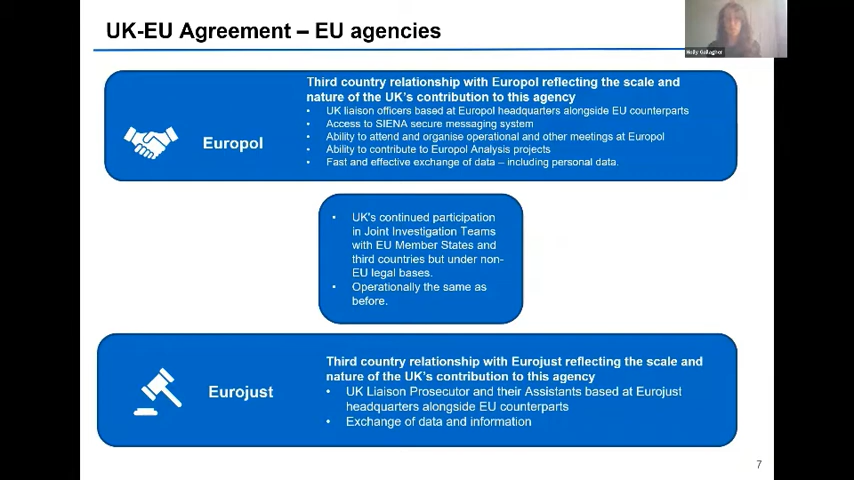 UK-EU Agreement – EU agencies
Holly Gallagher
Third country relationship with Europol reflecting the scale and
nature of the UK's contribution to this agency
• UK liaison officers based at Europol headquarters alongside EU counterparts
• Access to SIENA secure messaging system
• Ability to attend and organise operational and other meetings at Europol
• Ability to contribute to Europol Analysis projects
• Fast and effective exchange of data – including personal data.
Europol
• UK's continued participation
in Joint Investigation Teams
with EU Member States and
third countries but under non-
EU legal bases.
• Operationally the same as
before.
Third country relationship with Eurojust reflecting the scale and
nature of the UK's contribution to this agency
• UK Liaison Prosecutor and their Assistants based at Eurojust
headquarters alongside EU counterparts
• Exchange of data and information
Eurojust
7